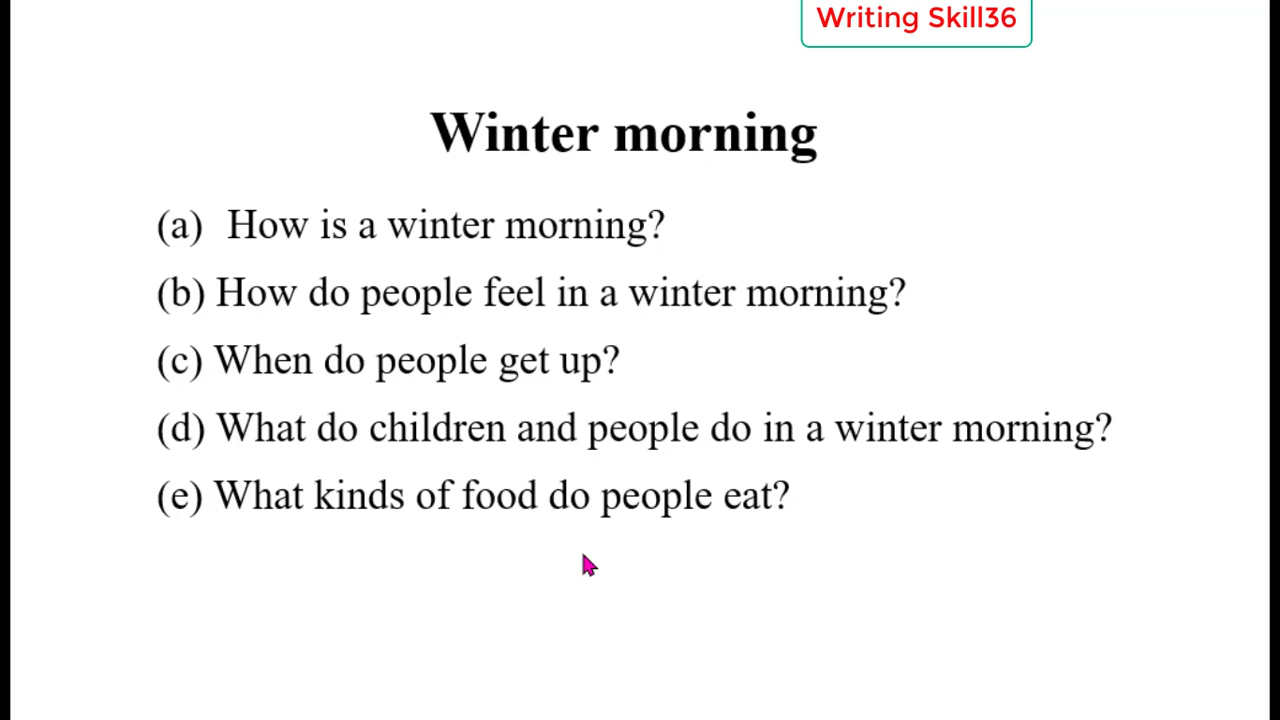 Writing Skill36
Winter morning
(a) How is a winter morning?
(b) How do people feel in a winter morning?
(c) When do people get up?
(d) What do children and people do in a winter morning?
(e) What kinds of food do people eat?